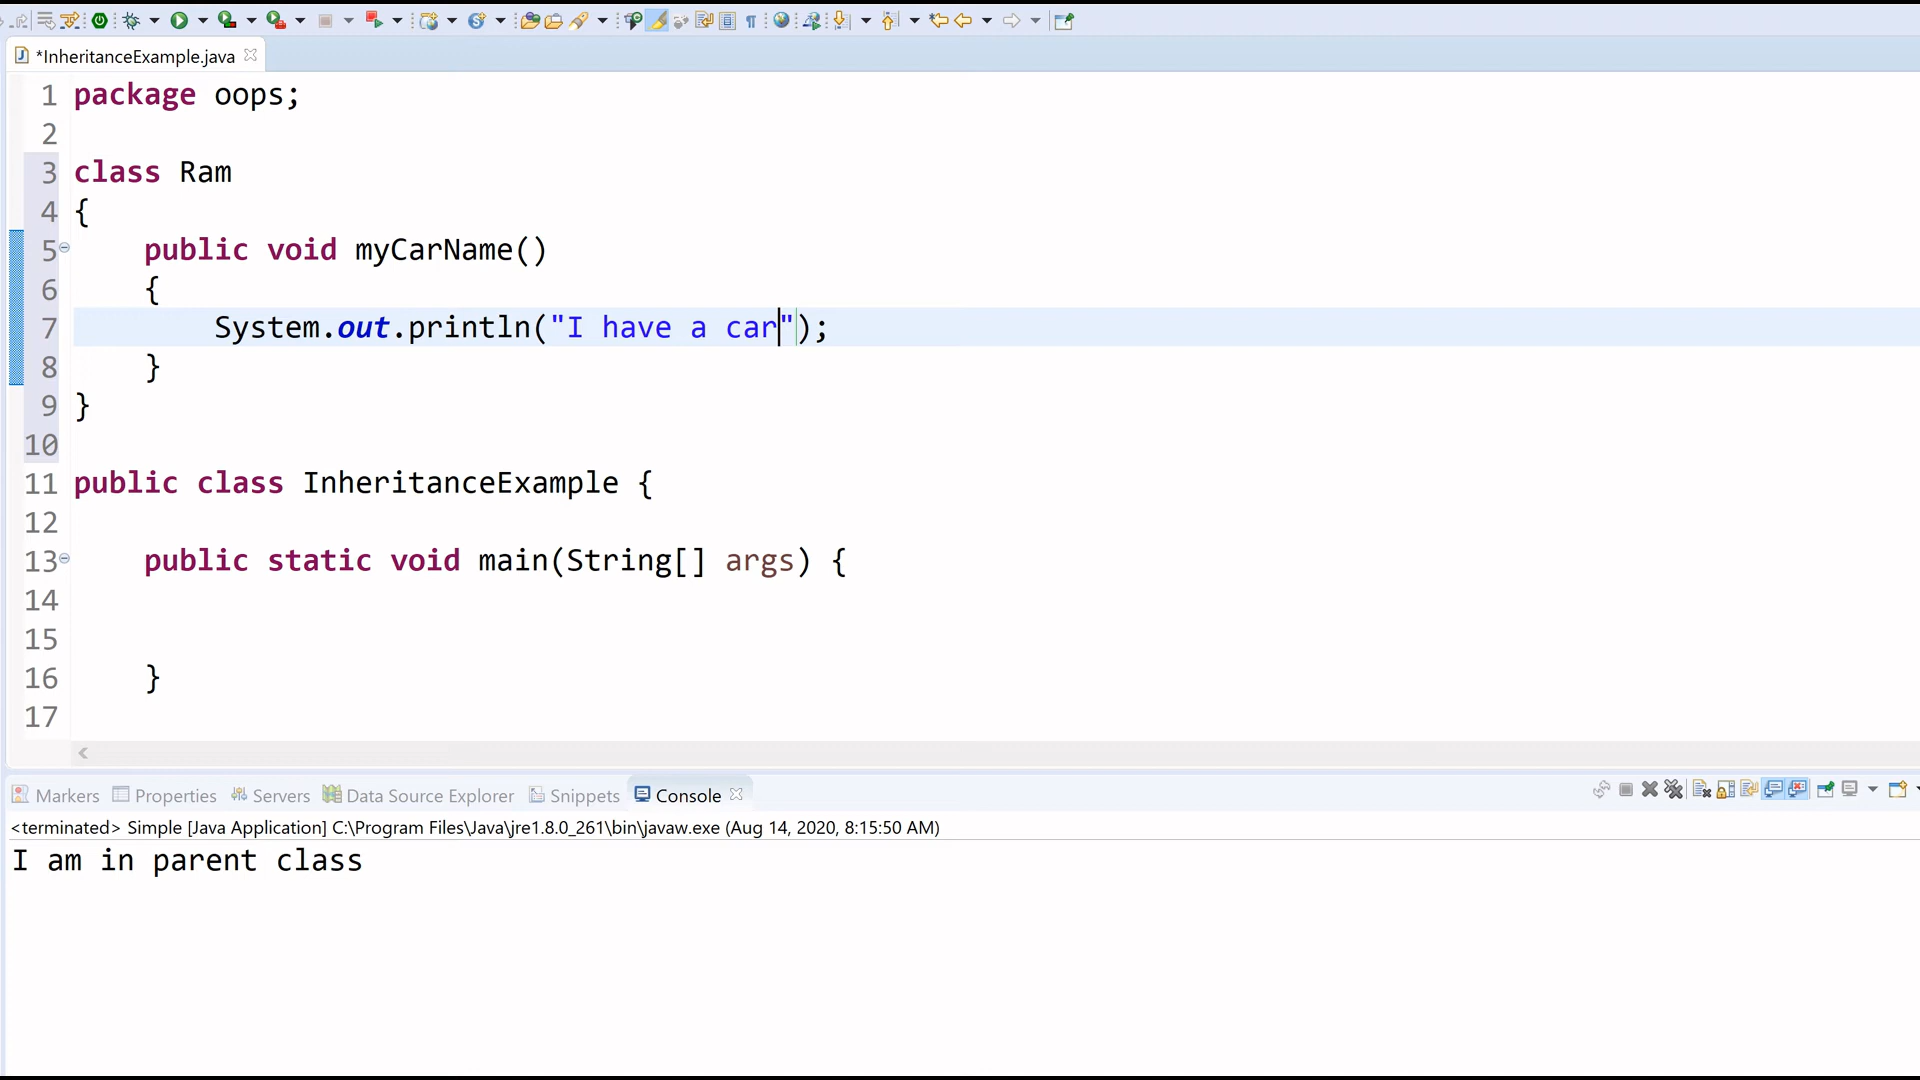 *InheritanceExample.java
1 package oops;
2
3 class Ram
4 {
5 public void myCarName()
6 {
7 System.out.println("I have a car");
8 }
9 }
10
11 public class InheritanceExample {
12
13 public static void main(String[] args) {
14
15
16 }
17
Markers Properties Servers Data Source Explorer Snippets Console
<terminated> Simple [Java Application] C:\Program Files\Java\jre1.8.0_261\bin\javaw.exe (Aug 14, 2020, 8:15:50 AM)
I am in parent class